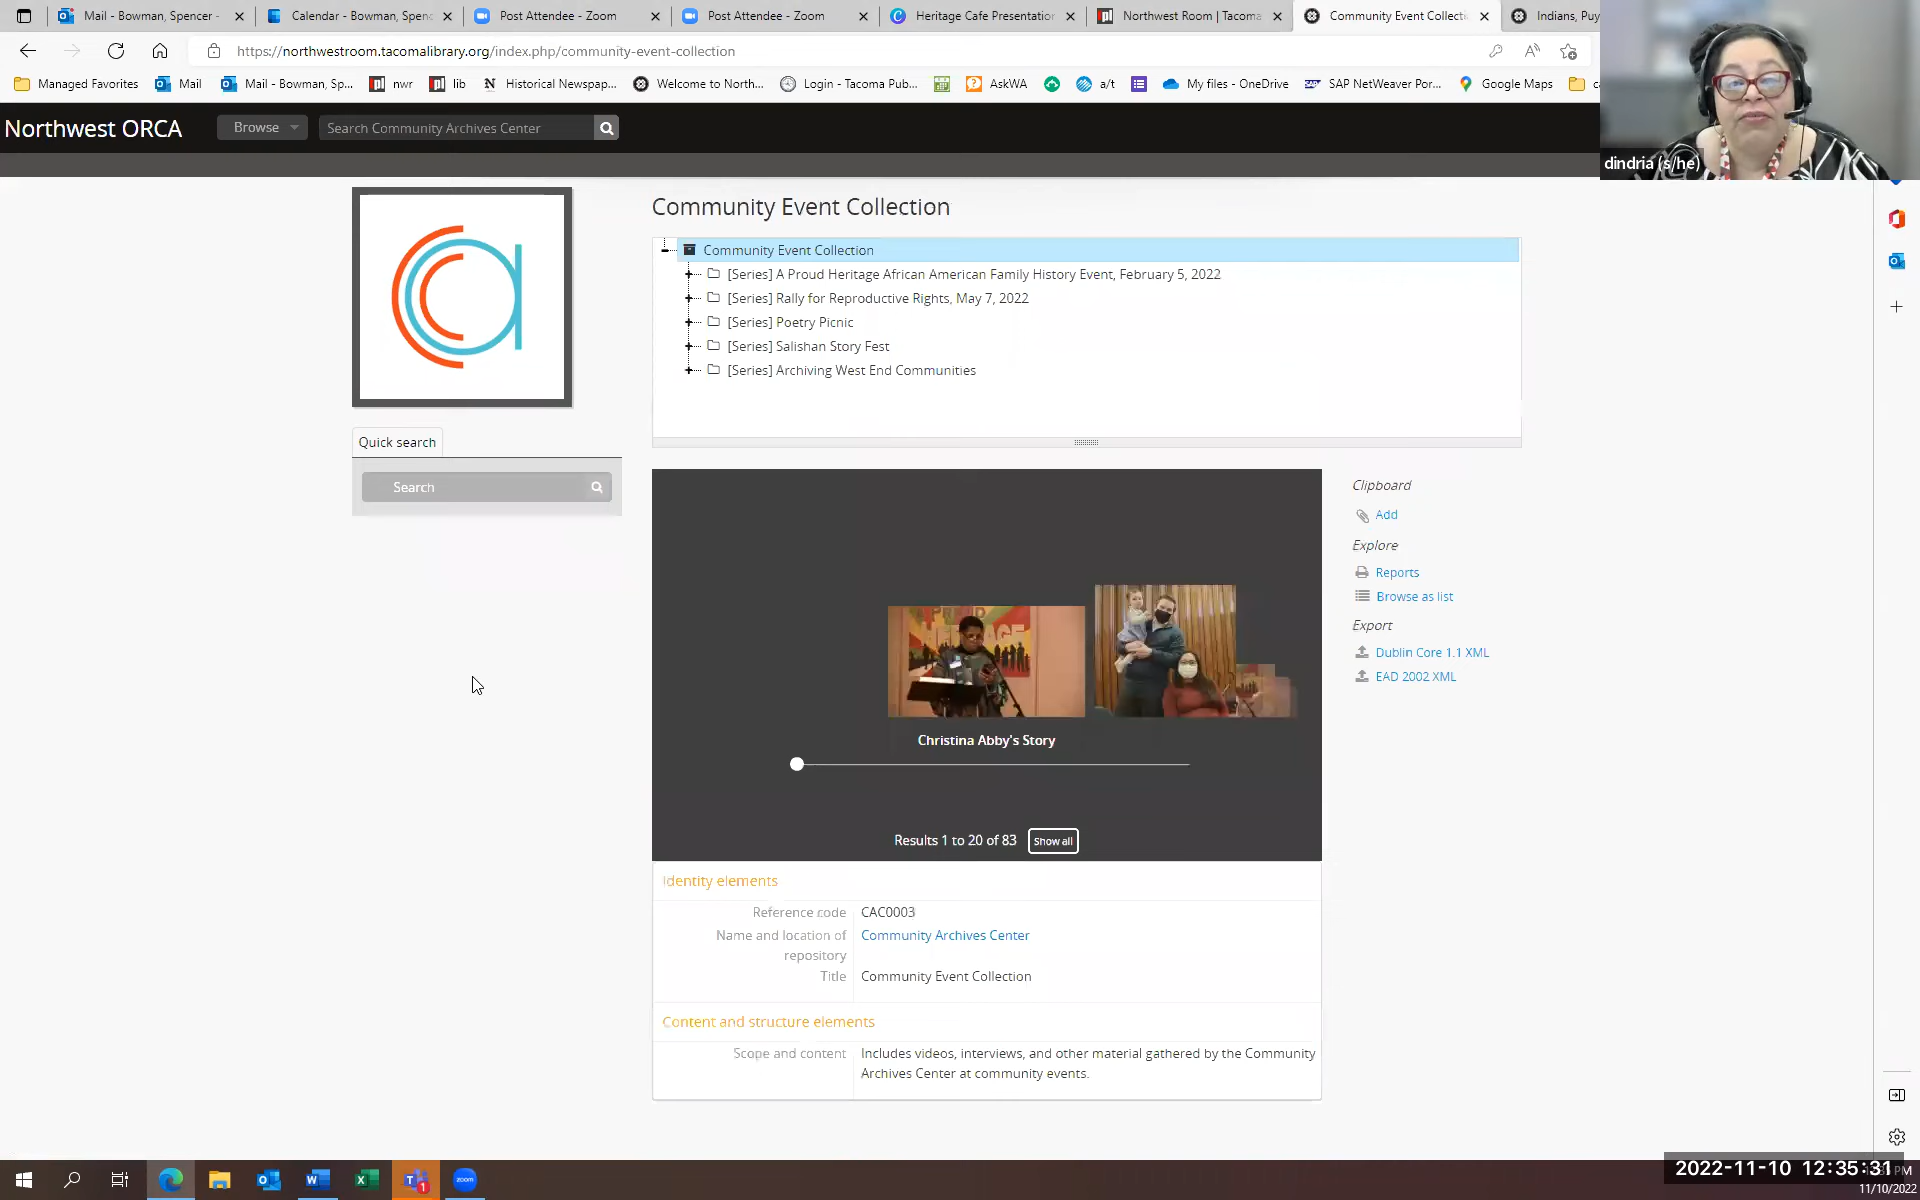 Mail - Bowman, Spencer -
Calendar - Bowman, Spenc
Post Attendee - Zoom
Post Attendee - Zoom
Heritage Cafe Presentation
Northwest Room | Tacoma
Community Event Collecti
Indians, Puy
https://northwestroom.tacomalibrary.org/index.php/community-event-collection
Managed Favorites
Mail
Mail - Bowman, Sp...
nwr
lib
Historical Newspap...
Welcome to North...
Login - Tacoma Pub...
AskWA
a/t
My files - OneDrive
SAP NetWeaver Por...
Google Maps
Northwest ORCA
Browse
Search Community Archives Center
dindria (s/he)
Community Event Collection
Community Event Collection
[Series] A Proud Heritage African American Family History Event, February 5, 2022
[Series] Rally for Reproductive Rights, May 7, 2022
[Series] Poetry Picnic
[Series] Salishan Story Fest
[Series] Archiving West End Communities
Quick search
Search
Clipboard
Add
Explore
Reports
Browse as list
Export
Dublin Core 1.1 XML
EAD 2002 XML
Christina Abby's Story
Results 1 to 20 of 83
Show all
Identity elements
Reference code
CAC0003
Name and location of
repository
Community Archives Center
Title
Community Event Collection
Content and structure elements
Scope and content
Includes videos, interviews, and other material gathered by the Community
Archives Center at community events.
2022-11-10 12:35:31
PM
11/10/2022